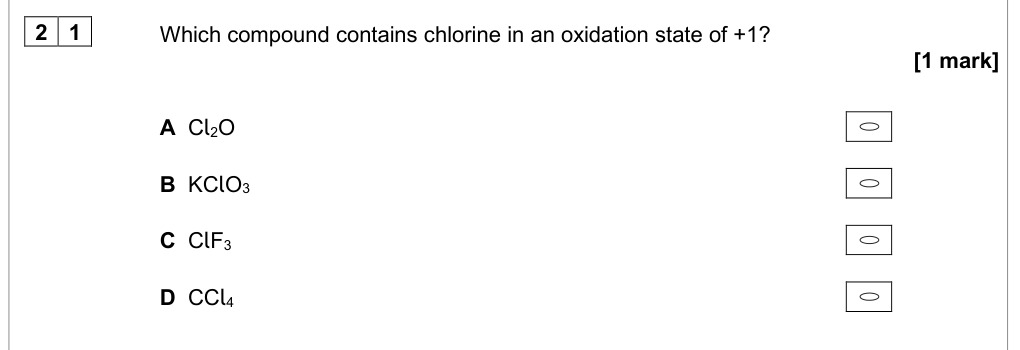 2 1 Which compound contains chlorine in an oxidation state of +1?
[1 mark]
A Cl₂O
B KClO₃
C ClF₃
D CCl₄